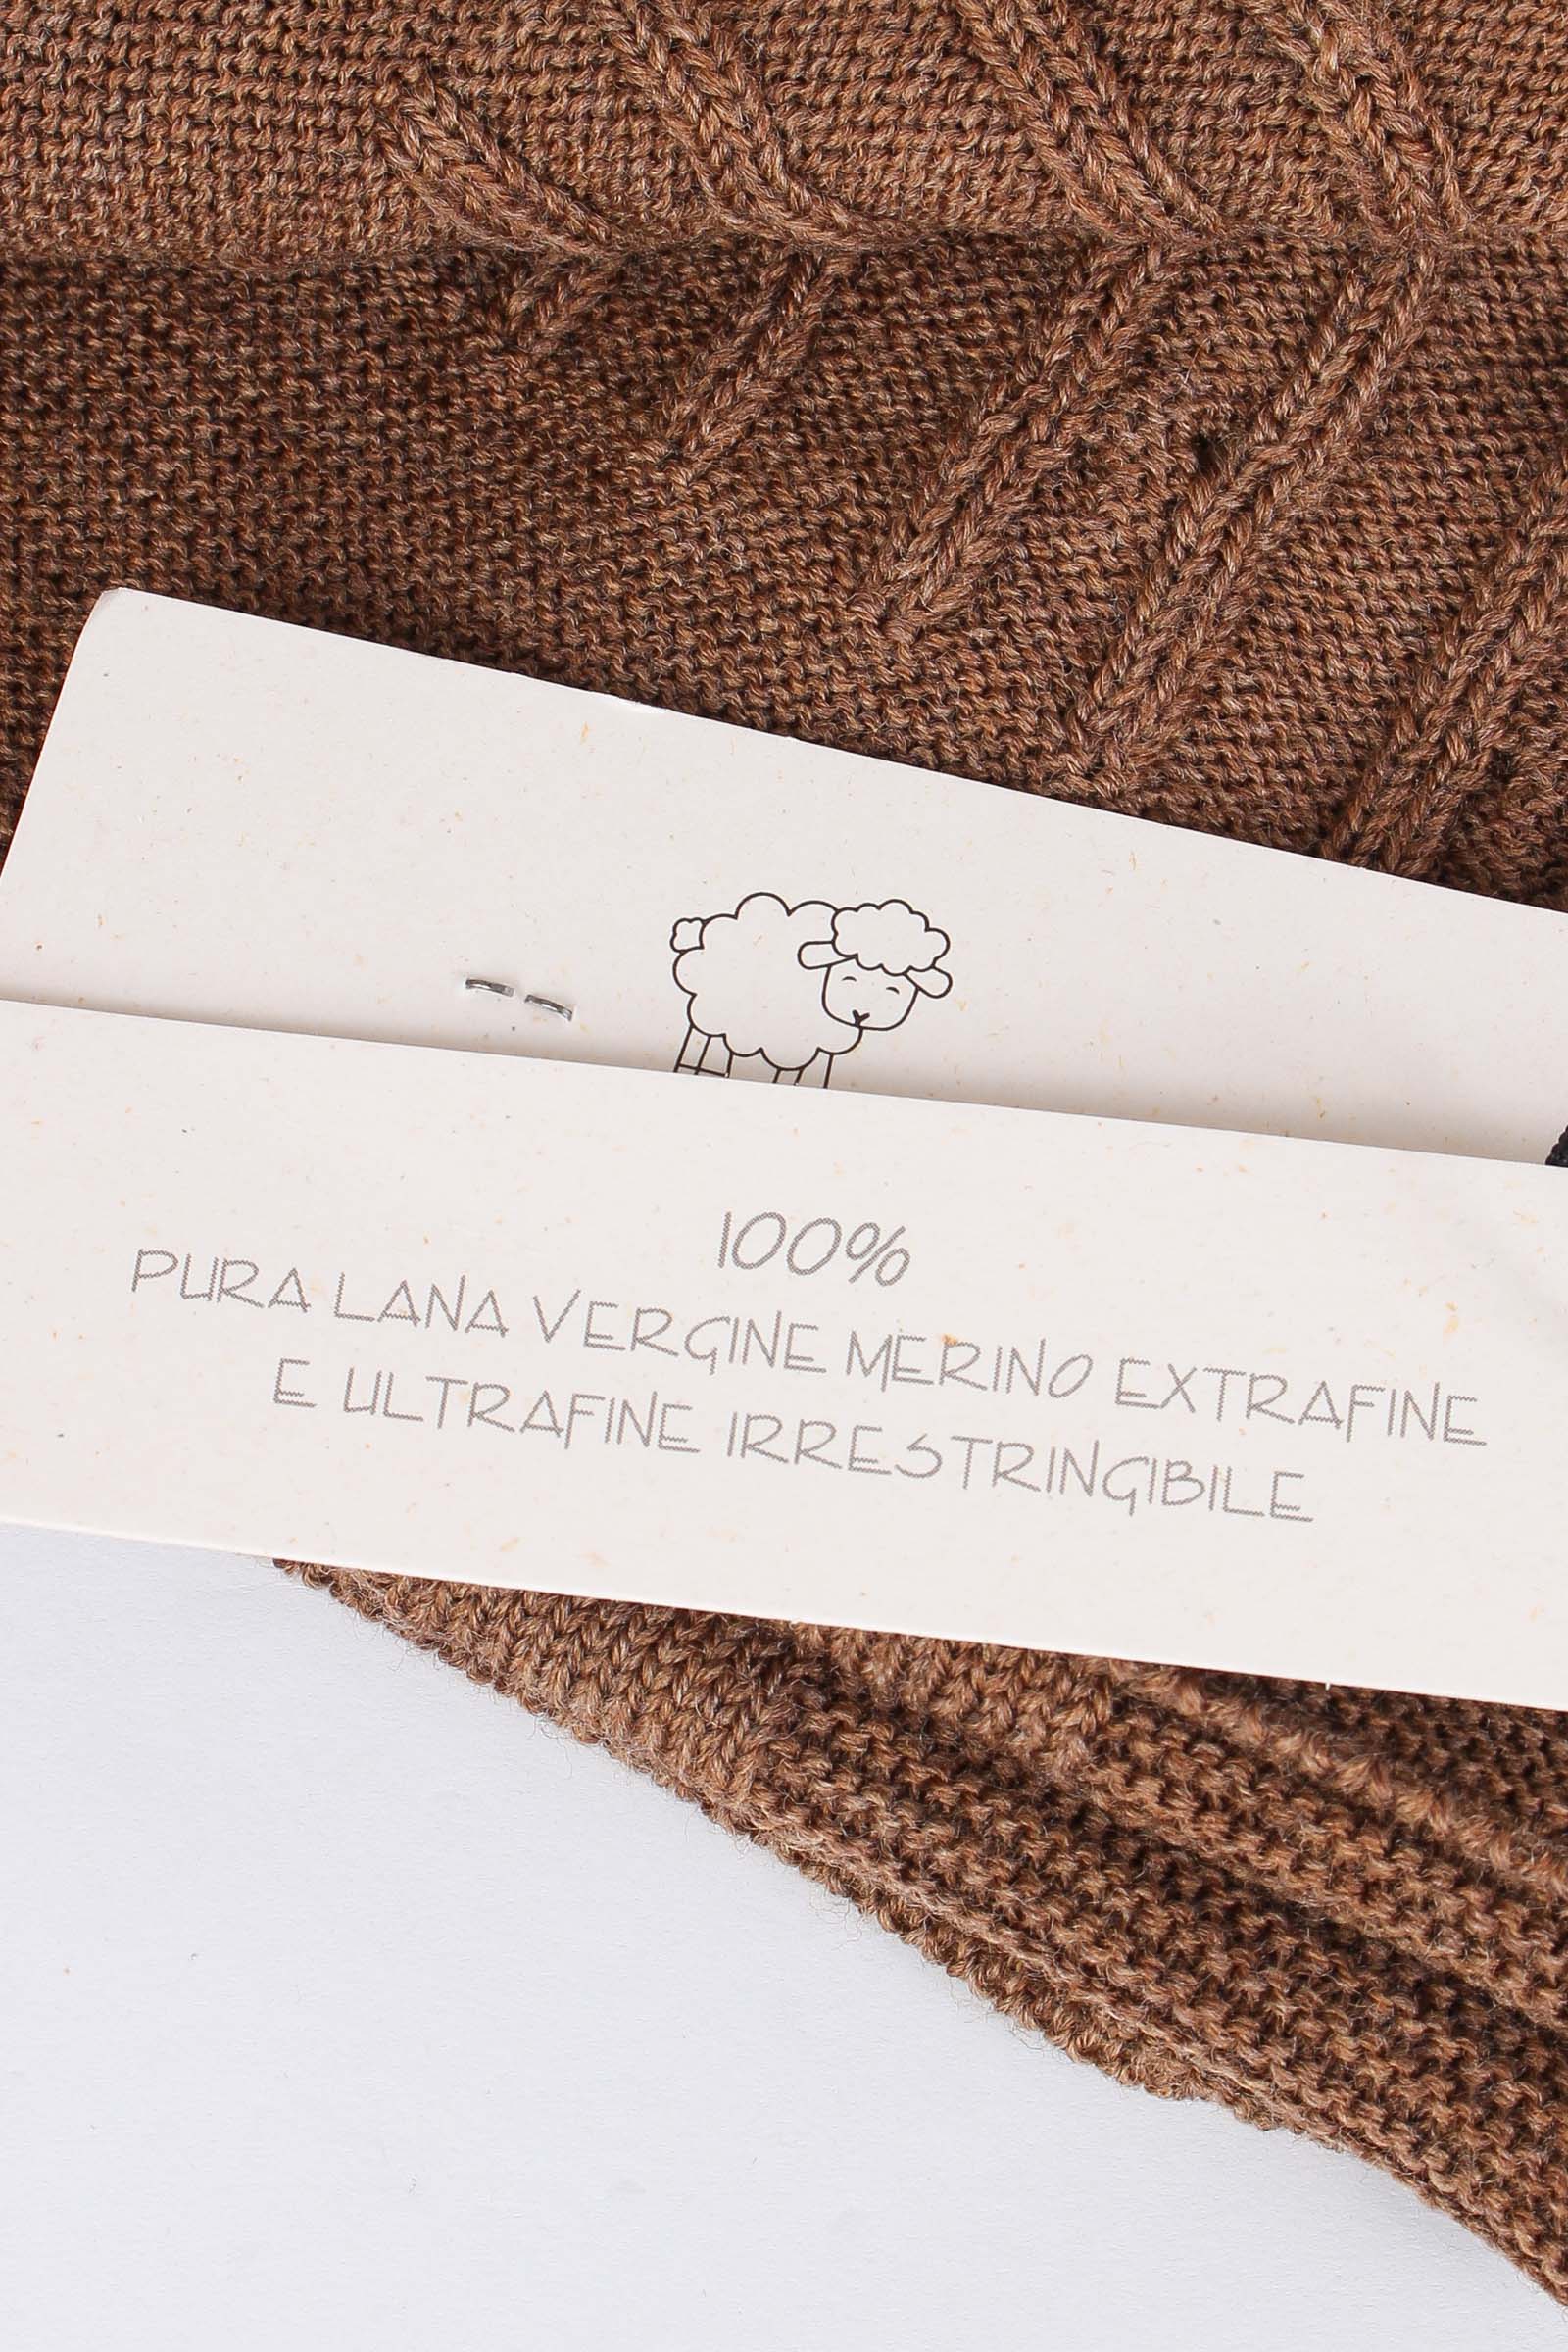 100%
PURA LANA VERGINE MERINO EXTRAFINE
E ULTRAFINE IRRESTRINGIBILE